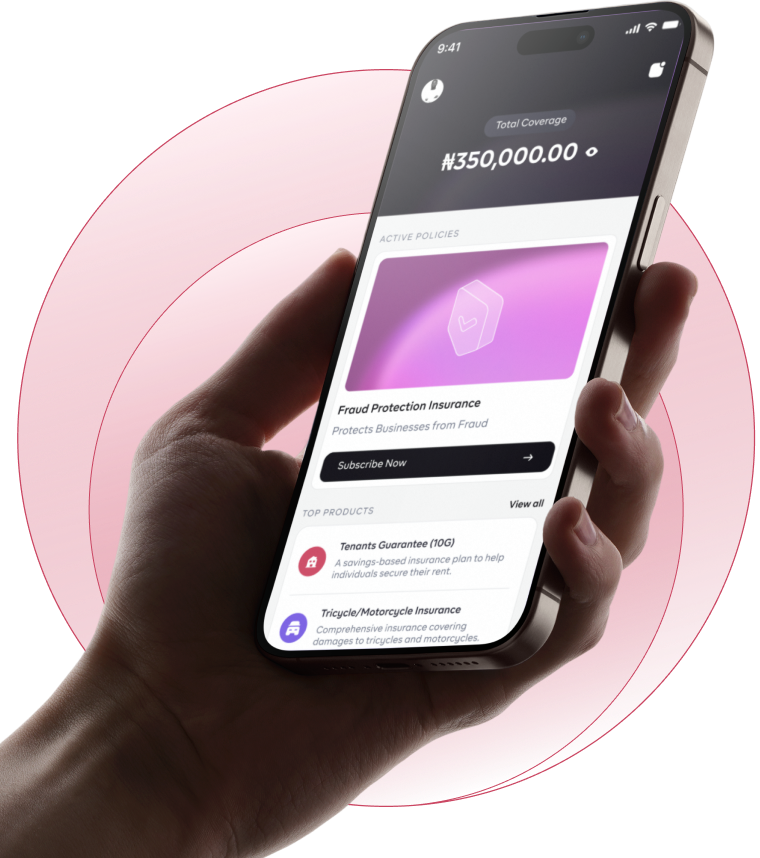 9:41
Total Coverage
₦350,000.00
ACTIVE POLICIES
Fraud Protection Insurance
Protects Businesses from Fraud
Subscribe Now
TOP PRODUCTS
View all
Tenants Guarantee (10G)
A savings-based insurance plan to help
individuals secure their rent.
Tricycle/Motorcycle Insurance
Comprehensive insurance covering
damages to tricycles and motorcycles.